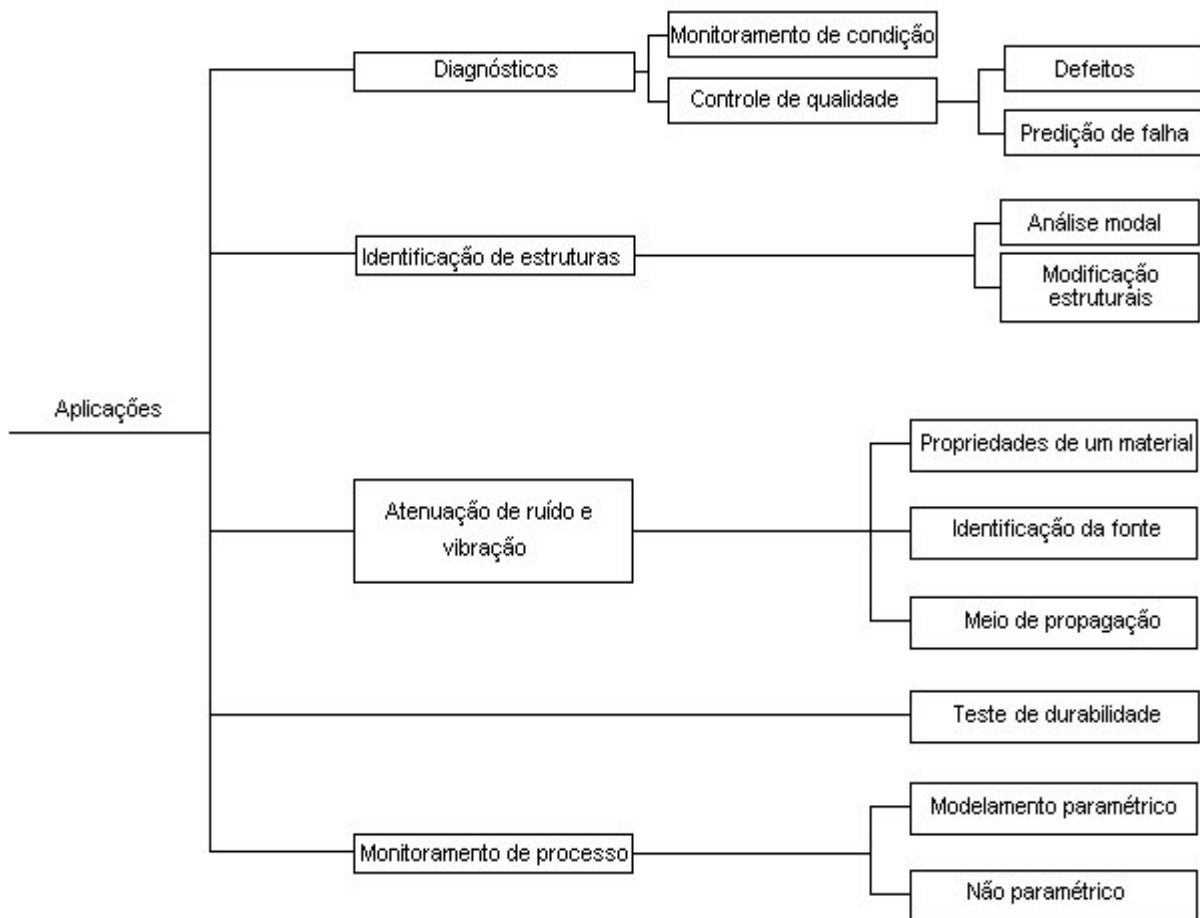 Monitoramento de condição
Diagnósticos
Defeitos
Controle de qualidade
Predição de falha
Análise modal
Identificação de estruturas
Modificação
estruturais
Aplicações
Propriedades de um material
Atenuação de ruído e
vibração
Identificação da fonte
Meio de propagação
Teste de durabilidade
Modelamento paramétrico
Monitoramento de processo
Não paramétrico